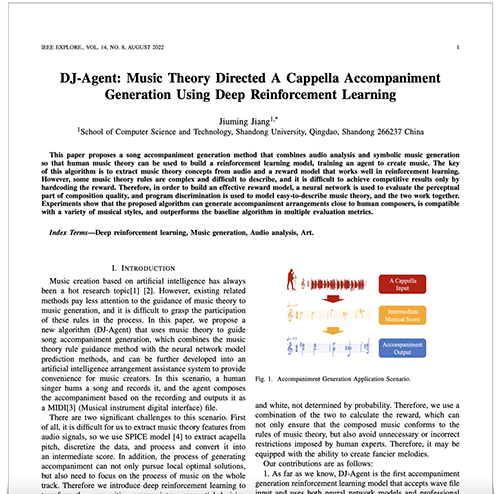 IEEE EXPLORE., VOL. 14, NO. 8, AUGUST 2022
1
DJ-Agent: Music Theory Directed A Cappella Accompaniment
Generation Using Deep Reinforcement Learning
Jiuming Jiang1,*
1School of Computer Science and Technology, Shandong University, Qingdao, Shandong 266237 China
This paper proposes a song accompaniment generation method that combines audio analysis and symbolic music generation
so that human music theory can be used to build a reinforcement learning model, training an agent to create music. The key
of this algorithm is to extract music theory concepts from audio and a reward model that works well in reinforcement learning.
However, some music theory rules are complex and difficult to describe, and it is difficult to achieve competitive results only by
hardcoding the reward. Therefore, in order to build an effective reward model, a neural network is used to evaluate the perceptual
part of composition quality, and program discrimination is used to model easy-to-describe music theory, and the two work together.
Experiments show that the proposed algorithm can generate accompaniment arrangements close to human composers, is compatible
with a variety of musical styles, and outperforms the baseline algorithm in multiple evaluation metrics.
Index Terms—Deep reinforcement learning, Music generation, Audio analysis, Art.
I. INTRODUCTION
Music creation based on artificial intelligence has always
been a hot research topic[1] [2]. However, existing related
methods pay less attention to the guidance of music theory to
music generation, and it is difficult to grasp the participation
of these rules in the process. In this paper, we propose a
new algorithm (DJ-Agent) that uses music theory to guide
song accompaniment generation, which combines the music
theory rule guidance method with the neural network model
prediction methods, and can be further developed into an
artificial intelligence arrangement assistance system to provide
convenience for music creators. In this scenario, a human
singer hums a song and records it, and the agent composes
the accompaniment based on the recording and outputs it as
a MIDI[3] (Musical instrument digital interface) file.
There are two significant challenges to this scenario. First
of all, it is difficult for us to extract music theory features from
audio signals, so we use SPICE model [4] to extract acapella
pitch, discretize the data, and process and convert it into
an intermediate score. In addition, the process of generating
accompaniment can not only pursue local optimal solutions,
but also need to focus on the process of music on the whole
track. Therefore we introduce deep reinforcement learning to
A Cappella
Input
Intermediate
Musical Score
Accompaniment
Output
Fig. 1. Accompaniment Generation Application Scenario.
and white, not determined by probability. Therefore, we use a
combination of the two to calculate the reward, which can
not only ensure that the composed music conforms to the
rules of music theory, but also avoid unnecessary or incorrect
restrictions imposed by human experts. Therefore, it may be
equipped with the ability to create fancier melodies.
Our contributions are as follows:
1. As far as we know, DJ-Agent is the first accompaniment
generation reinforcement learning model that accepts wave file
input and uses both neural network models and professional